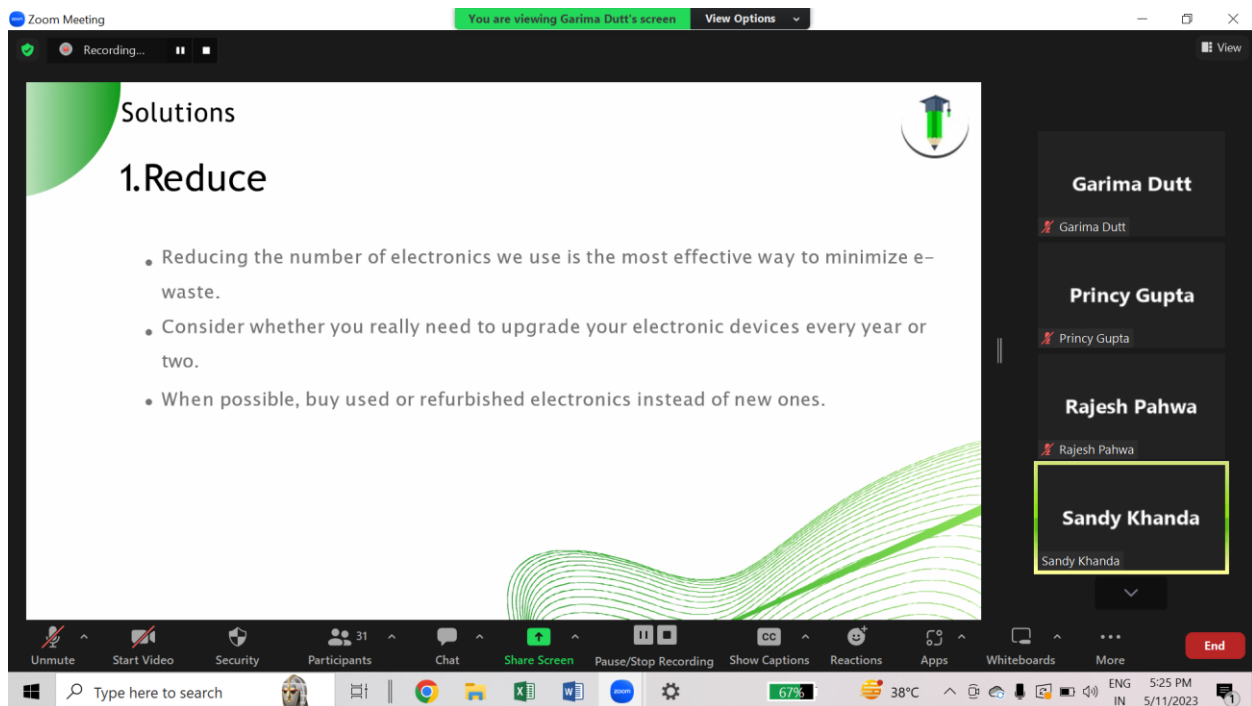 Zoom Meeting
You are viewing Garima Dutt's screen
View Options
Recording...
View
Solutions
1.Reduce
Reducing the number of electronics we use is the most effective way to minimize e-
waste.
Consider whether you really need to upgrade your electronic devices every year or
two.
When possible, buy used or refurbished electronics instead of new ones.
Garima Dutt
Garima Dutt
Princy Gupta
Princy Gupta
Rajesh Pahwa
Rajesh Pahwa
Sandy Khanda
Sandy Khanda
31
CC
Unmute
Start Video
Security
Participants
Chat
Share Screen
Pause/Stop Recording
Show Captions
Reactions
Apps
Whiteboards
More
End
Type here to search
zoom
67%
38°C
ENG
IN
5:25 PM
5/11/2023
1